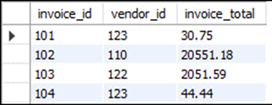 invoice_id vendor_id invoice_total
101 123 30.75
102 110 20551.18
103 122 2051.59
104 123 44.44